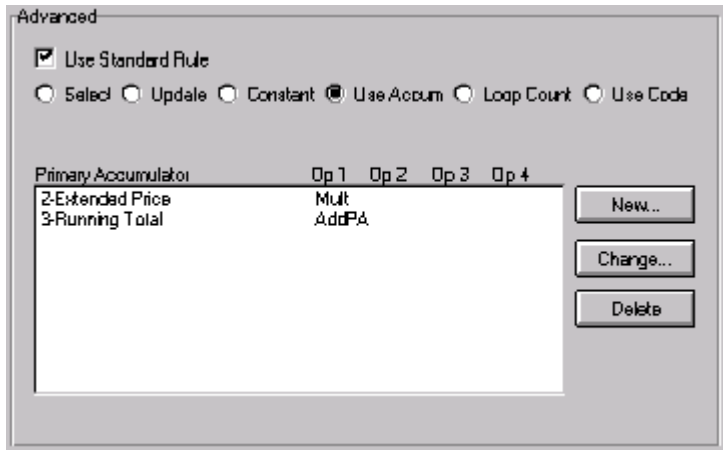 Advanced
Use Standard Rule
Select Update Constant Use Accum Loop Count Use Code
Primary Accumulator Op 1 Op 2 Op 3 Op 4
2-Extended Price Mult
3-Running Total AddPA
New...
Change...
Delete